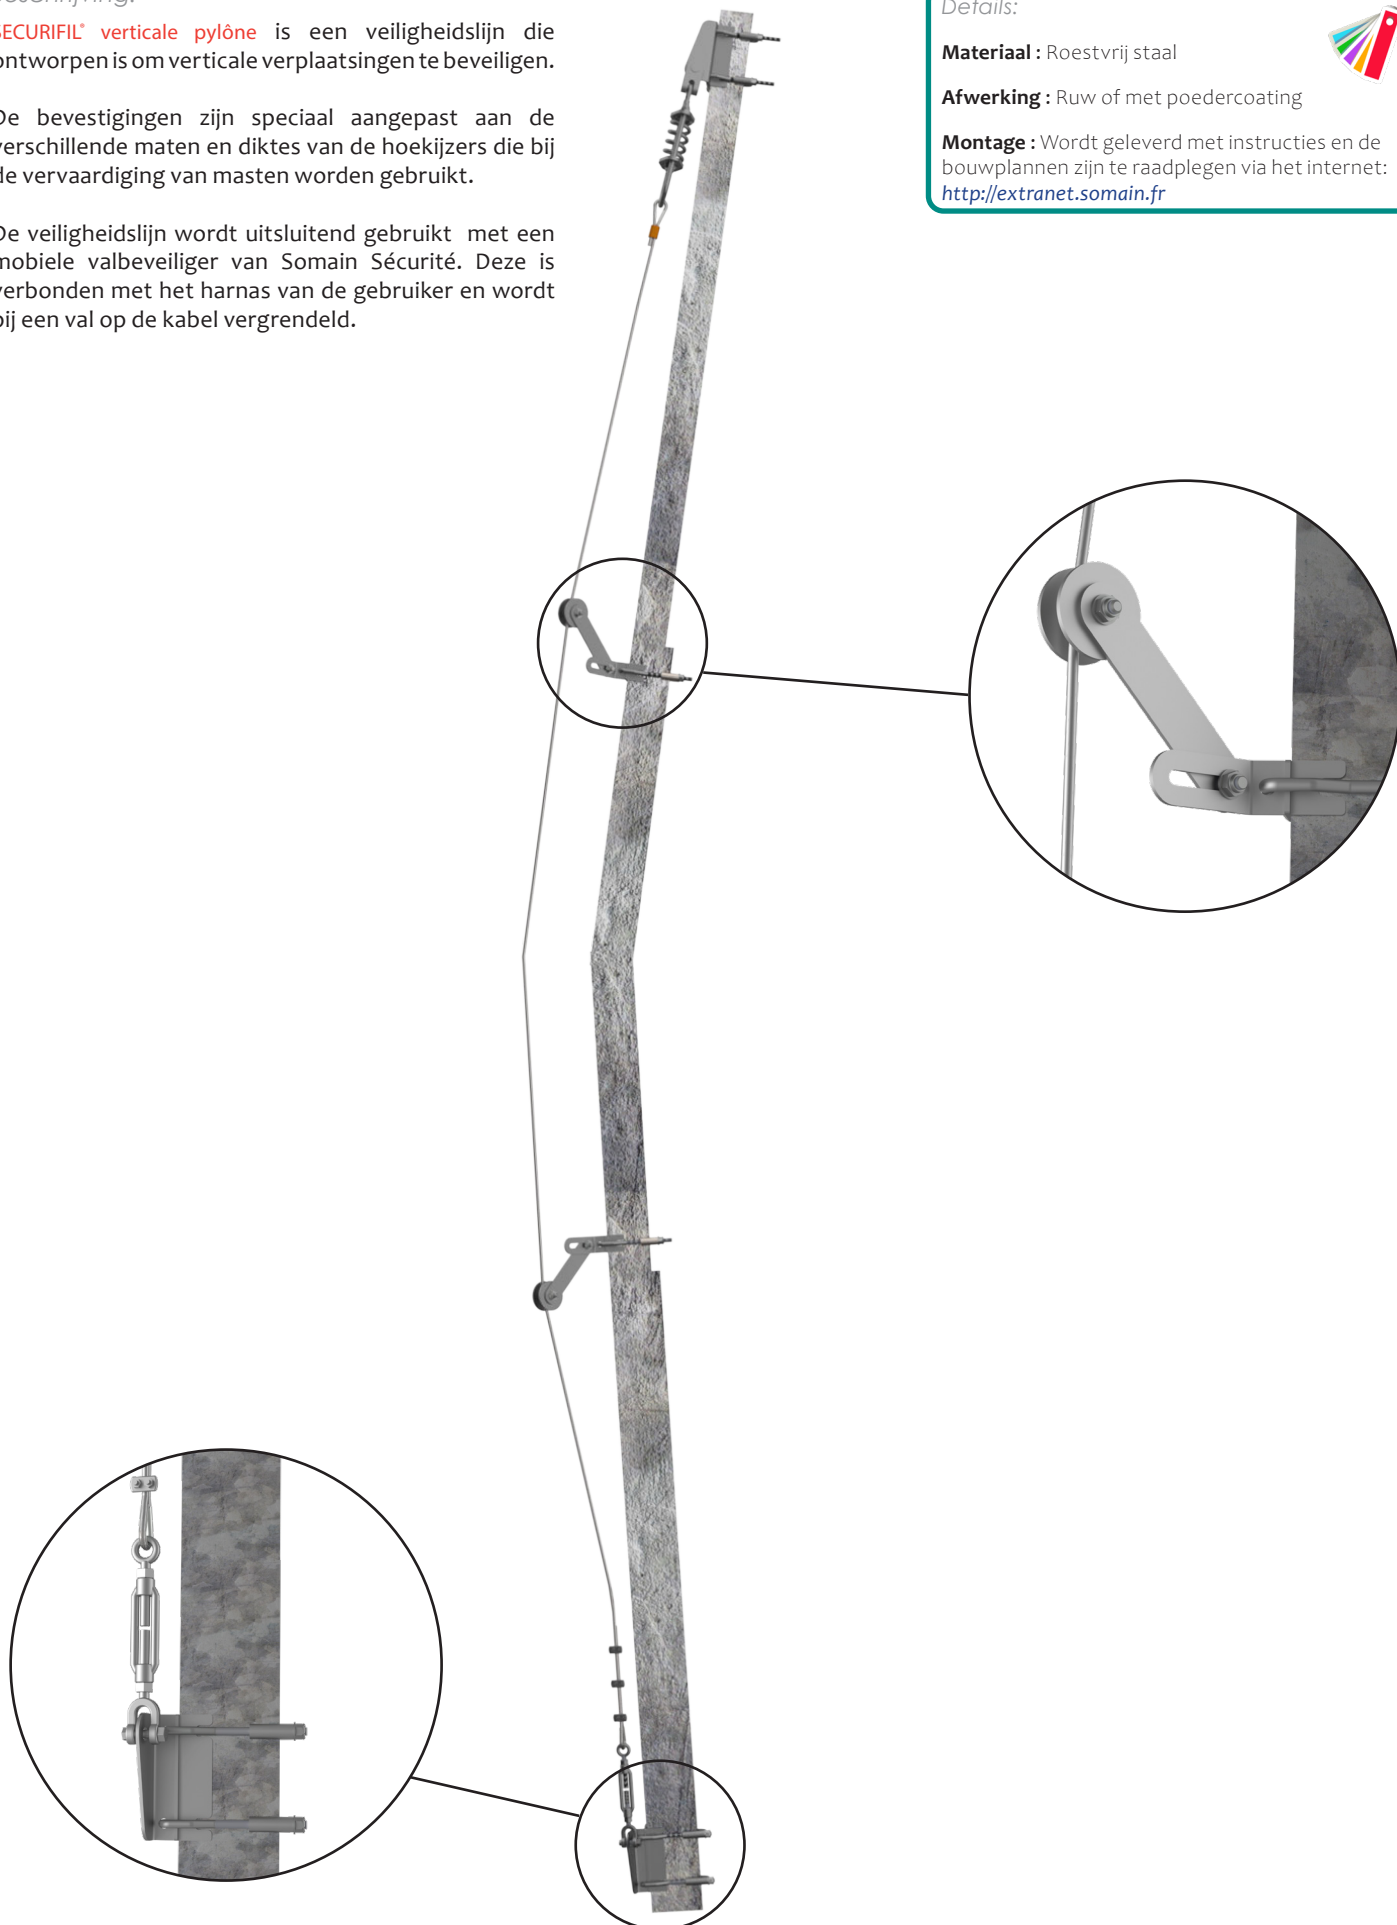 SECURIFIL® verticale pylône is een veiligheidslijn die
ontworpen is om verticale verplaatsingen te beveiligen.
De bevestigingen zijn speciaal aangepast aan de
verschillende maten en diktes van de hoekijzers die bij
de vervaardiging van masten worden gebruikt.
De veiligheidslijn wordt uitsluitend gebruikt met een
mobiele valbeveiliger van Somain Sécurité. Deze is
verbonden met het harnas van de gebruiker en wordt
bij een val op de kabel vergrendeld.
Details:
Materiaal : Roestvrij staal
Afwerking : Ruw of met poedercoating
Montage : Wordt geleverd met instructies en de
bouwplannen zijn te raadplegen via het internet:
http://extranet.somain.fr